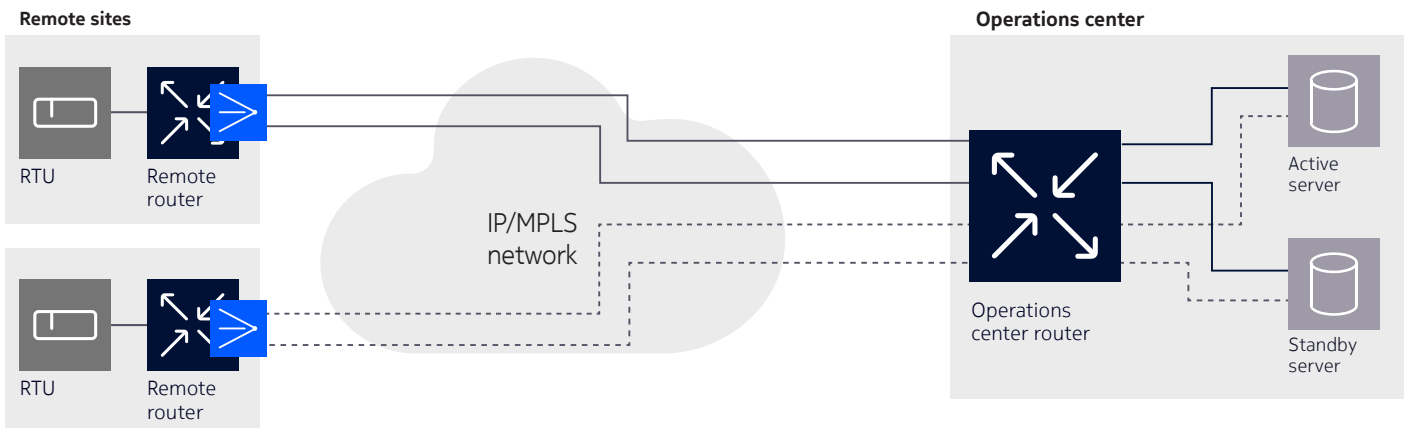 Remote sites
RTU
Remote
router
RTU
Remote
router
IP/MPLS
network
Operations center
Operations
center router
Active
server
Standby
server